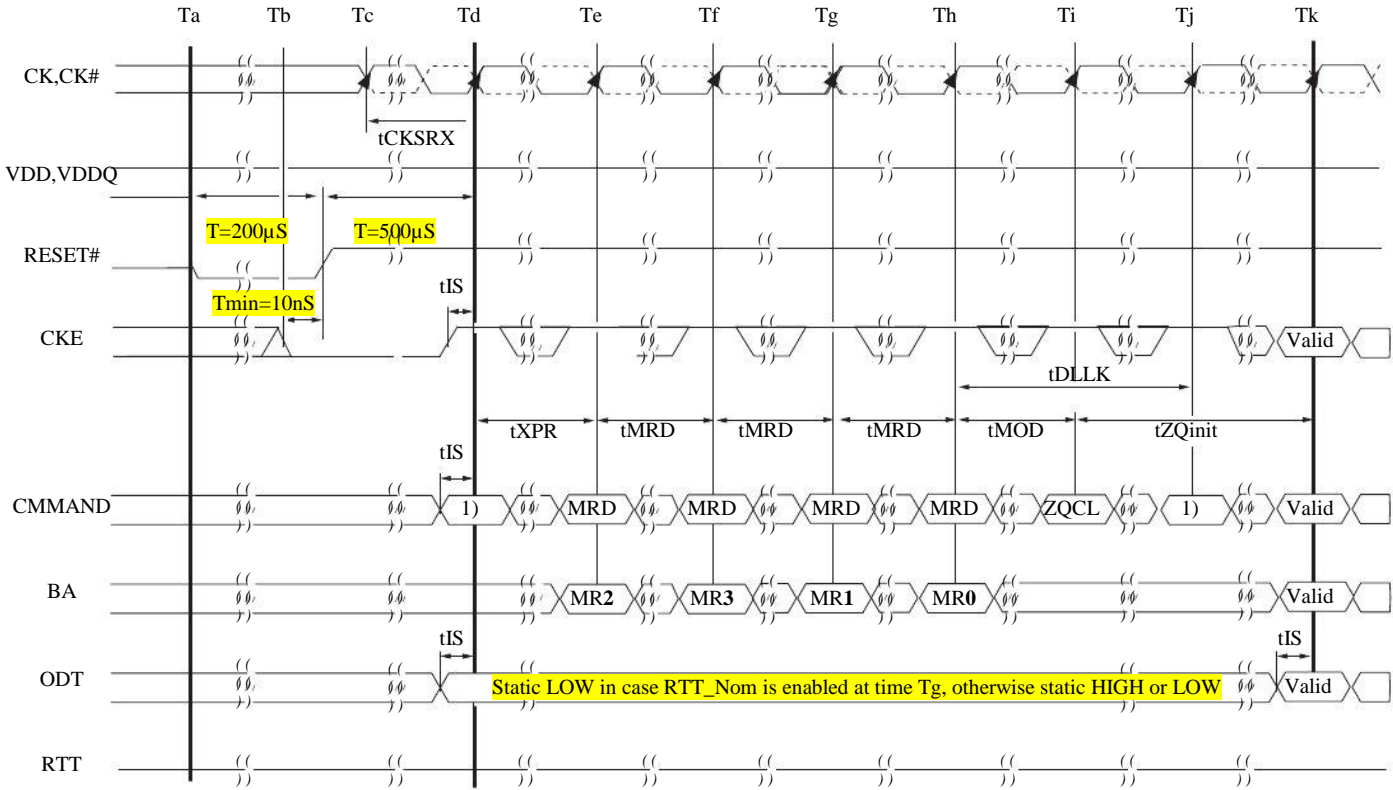 Ta Tb Tc Td Te Tf Tg Th Ti Tj Tk
CK,CK#
tCKSRX
VDD,VDDQ
T=200µS T=500µS
RESET#
Tmin=10nS tIS
CKE Valid
tDLLK
tXPR tMRD tMRD tMRD tMOD tZQinit
tIS
CMMAND 1) MRD MRD MRD MRD ZQCL 1) Valid
BA MR2 MR3 MR1 MR0 Valid
tIS tIS
ODT Static LOW in case RTT_Nom is enabled at time Tg, otherwise static HIGH or LOW Valid
RTT